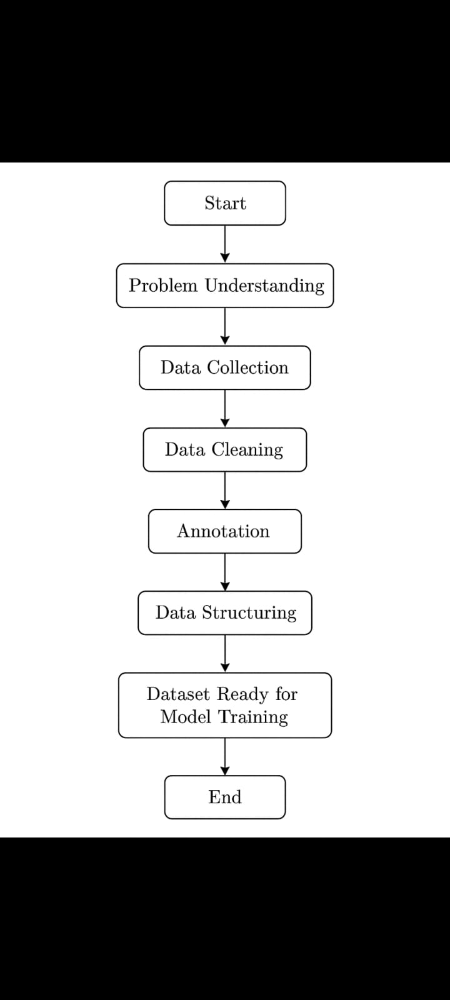 Start
Problem Understanding
Data Collection
Data Cleaning
Annotation
Data Structuring
Dataset Ready for
Model Training
End